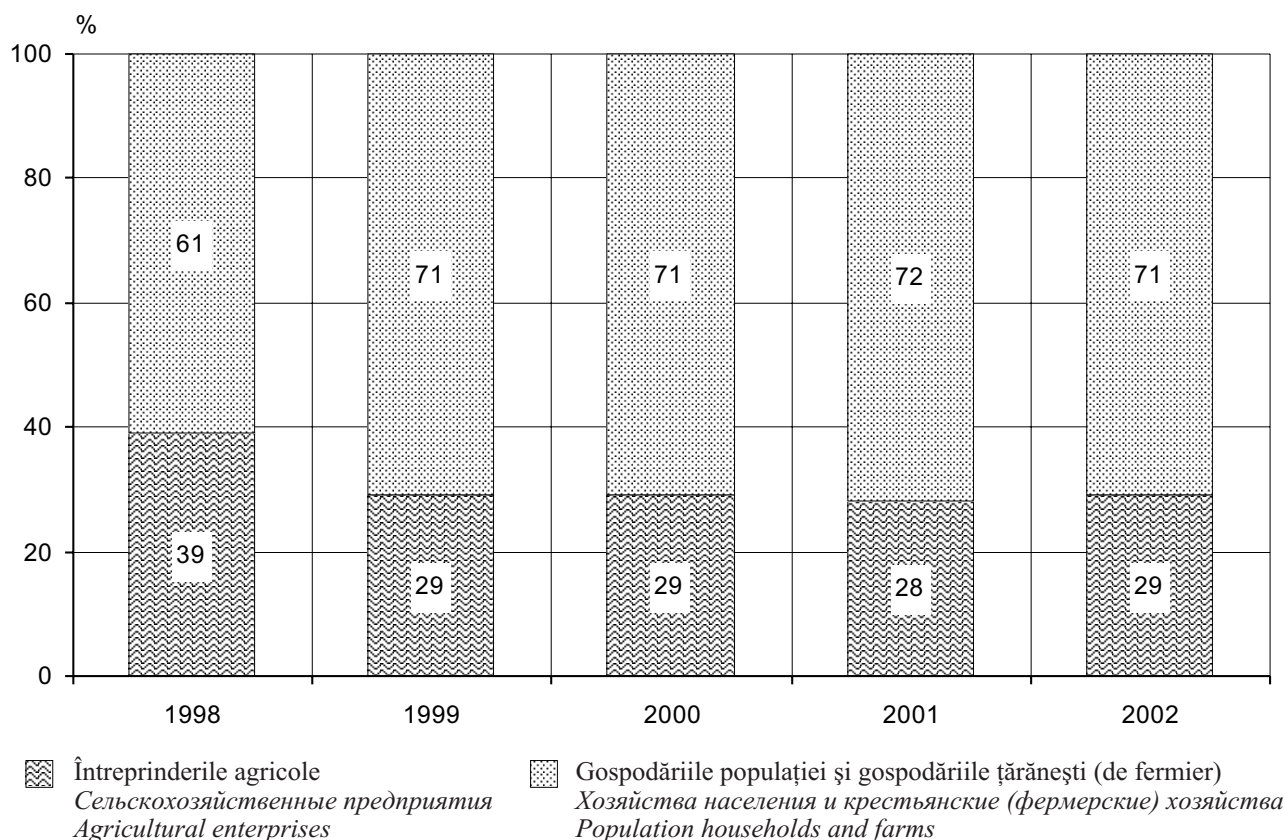 %
100
80
60
40
20
0
61
71
71
72
71
39
29
29
28
29
1998 1999 2000 2001 2002
Întreprinderile agricole
Сельскохозяйственные предприятия
Agricultural enterprises
Gospodăriile populației şi gospodăriile țărăneşti (de fermier)
Хозяйства населения и крестьянские (фермерские) хозяйства
Population households and farms